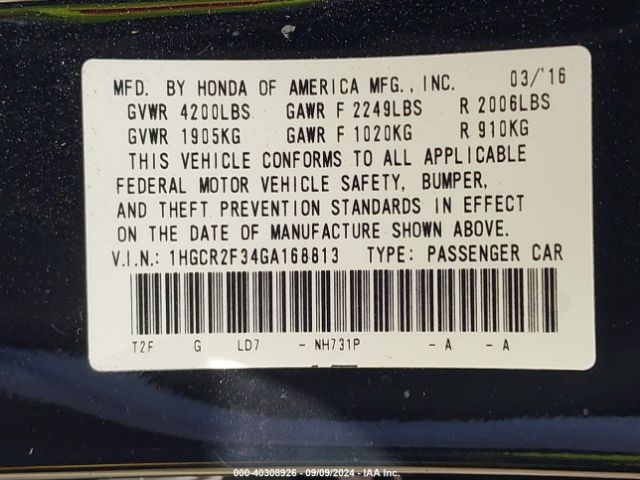 MFD. BY HONDA OF AMERICA MFG., INC. 03/'16
GVWR 4200LBS GAWR F 2249LBS R 2006LBS
GVWR 1905KG GAWR F 1020KG R 910KG
THIS VEHICLE CONFORMS TO ALL APPLICABLE
FEDERAL MOTOR VEHICLE SAFETY, BUMPER,
AND THEFT PREVENTION STANDARDS IN EFFECT
ON THE DATE OF MANUFACTURE SHOWN ABOVE.
V.I.N.: 1HGCR2F34GA168813 TYPE: PASSENGER CAR
T2F G LD7 - NH731P - A - A
000-40308926 - 09/09/2024 - IAA Inc.